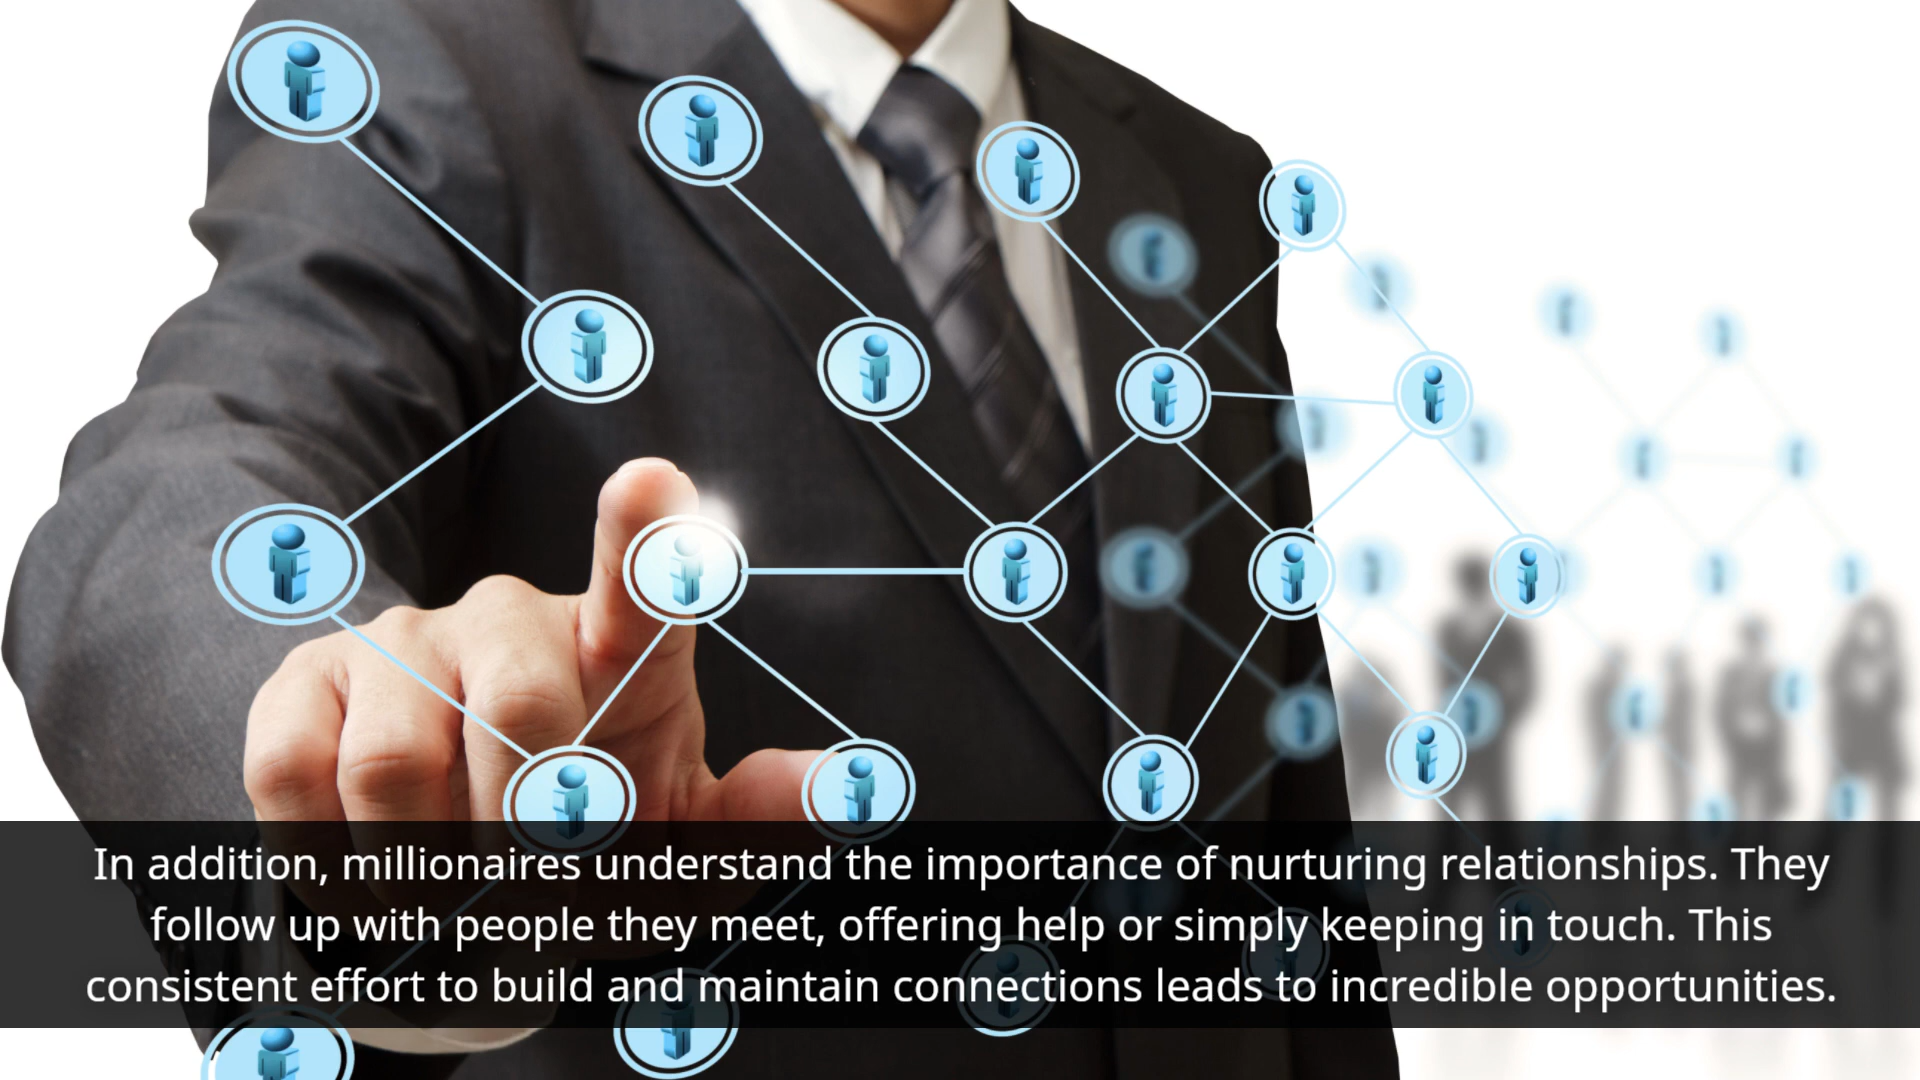 In addition, millionaires understand the importance of nurturing relationships. They
follow up with people they meet, offering help or simply keeping in touch. This
consistent effort to build and maintain connections leads to incredible opportunities.